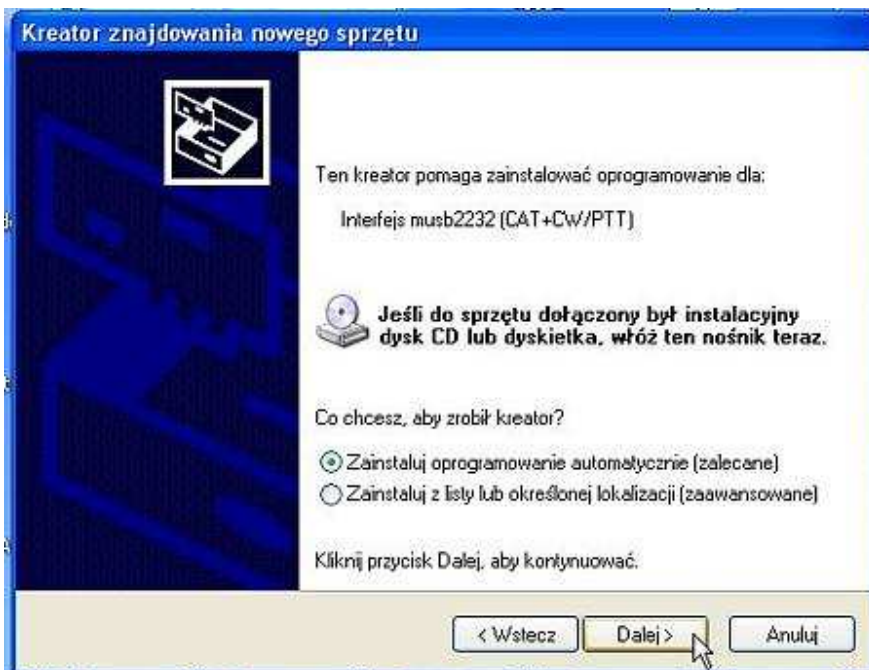 Kreator znajdowania nowego sprzętu
Ten kreator pomaga zainstalować oprogramowanie dla:
Interfejs musb2232 (CAT+CW/PTT)
Jeśli do sprzętu dołączony był instalacyjny
dysk CD lub dyskietka, włóż ten nośnik teraz.
Co chcesz, aby zrobił kreator?
Zainstaluj oprogramowanie automatycznie (zalecane)
Zainstaluj z listy lub określonej lokalizacji (zaawansowane)
Kliknij przycisk Dalej, aby kontynuować.
< Wstecz
Dalej >
Anuluj